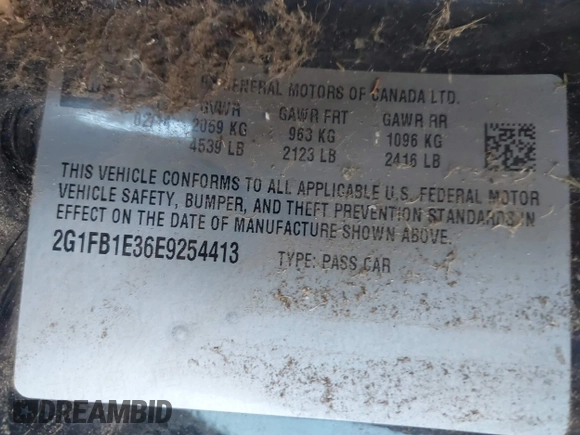 GENERAL MOTORS OF CANADA LTD.
GVWR GAWR FRT GAWR RR
2059 KG 963 KG 1096 KG
4539 LB 2123 LB 2416 LB
THIS VEHICLE CONFORMS TO ALL APPLICABLE U.S. FEDERAL MOTOR
VEHICLE SAFETY, BUMPER, AND THEFT PREVENTION STANDARDS IN
EFFECT ON THE DATE OF MANUFACTURE SHOWN ABOVE.
2G1FB1E36E9254413 TYPE: PASS CAR
DREAMBID